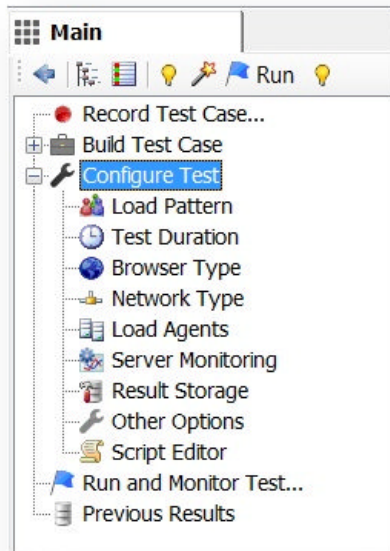 Main
Run
Record Test Case...
Build Test Case
Configure Test
Load Pattern
Test Duration
Browser Type
Network Type
Load Agents
Server Monitoring
Result Storage
Other Options
Script Editor
Run and Monitor Test...
Previous Results